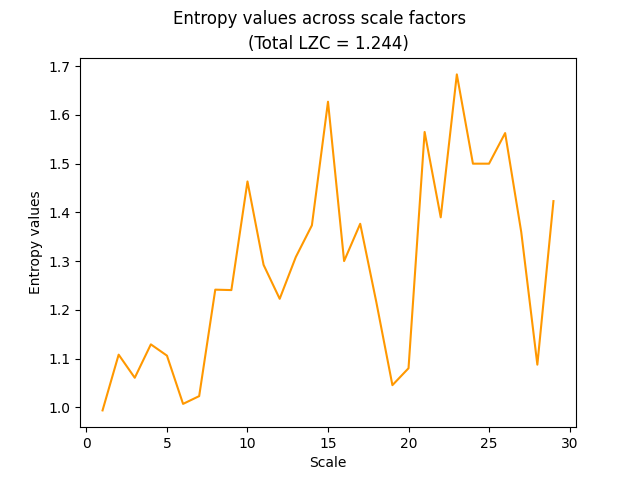 Entropy values across scale factors
(Total LZC = 1.244)
1.7
1.6
1.5
1.4
1.3
1.2
1.1
1.0
Entropy values
0 5 10 15 20 25 30
Scale